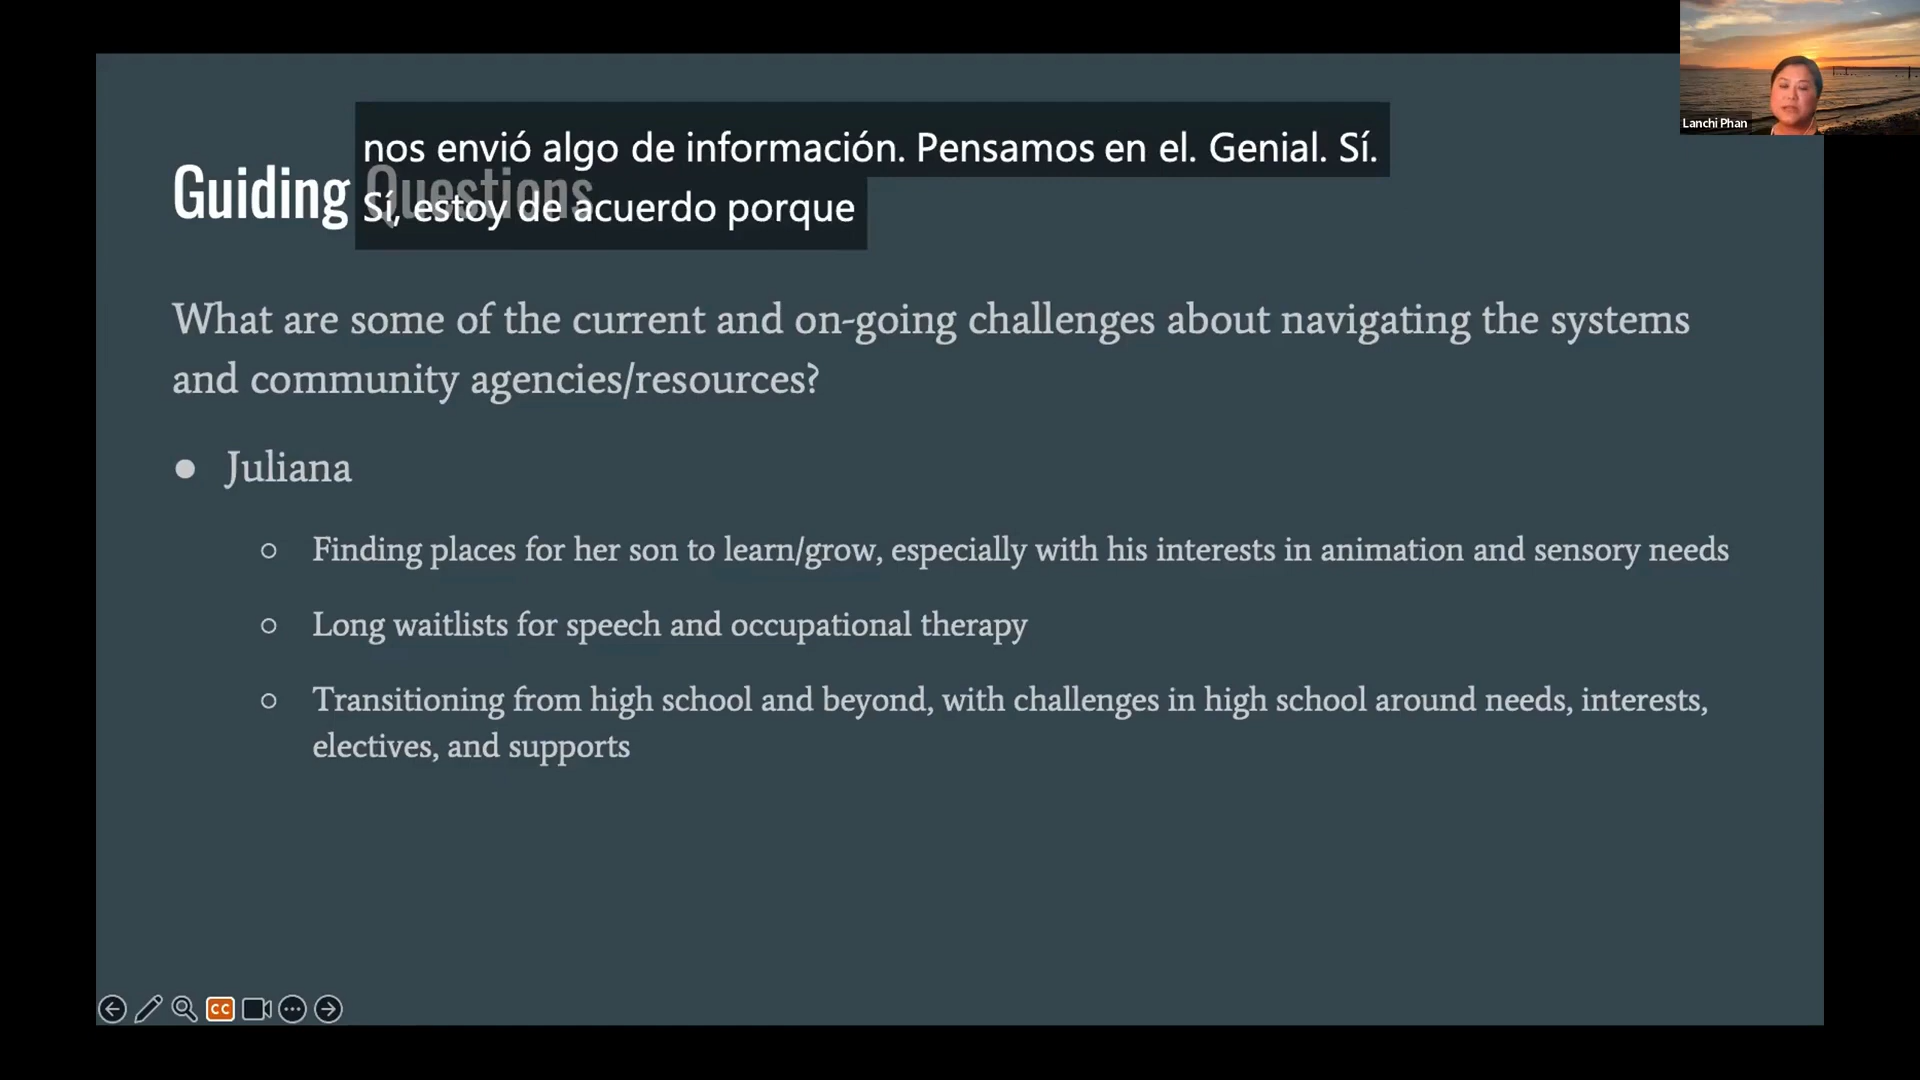 Lanchi Phan
nos envió algo de información. Pensamos en el. Genial. Sí.
Sí, estoy de acuerdo porque
Guiding Questions
What are some of the current and on-going challenges about navigating the systems
and community agencies/resources?
● Juliana
○ Finding places for her son to learn/grow, especially with his interests in animation and sensory needs
○ Long waitlists for speech and occupational therapy
○ Transitioning from high school and beyond, with challenges in high school around needs, interests,
electives, and supports
CC